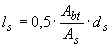 l_s = 0,5 · A_bt / A_s · d_s